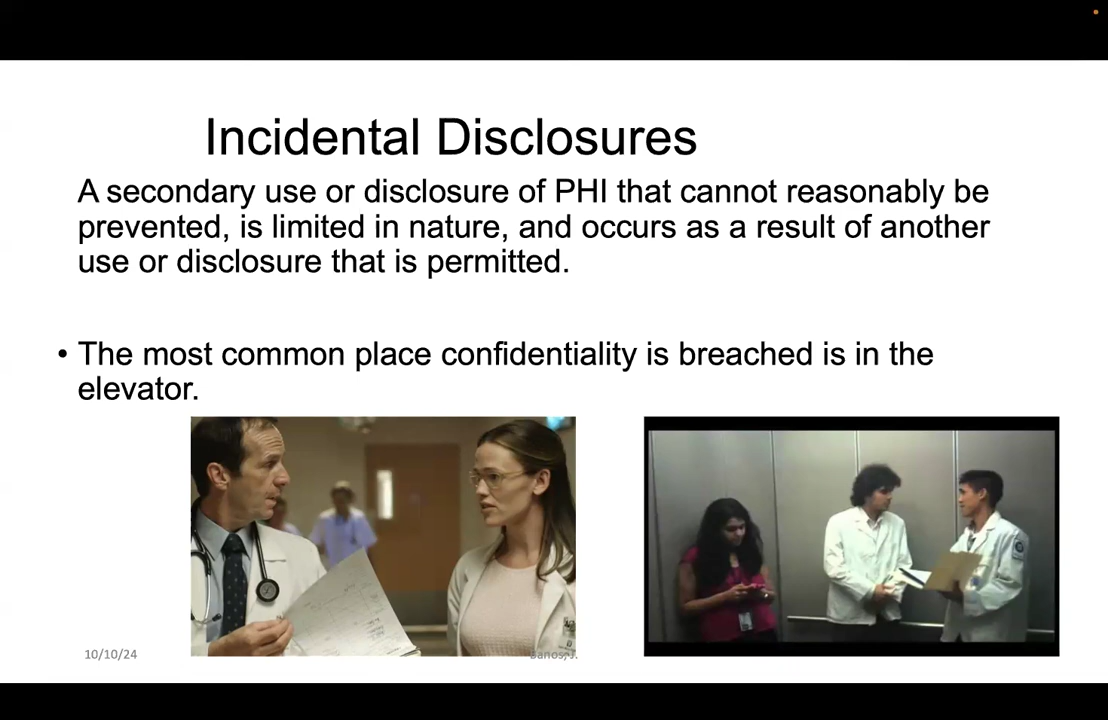 Incidental Disclosures
A secondary use or disclosure of PHI that cannot reasonably be
prevented, is limited in nature, and occurs as a result of another
use or disclosure that is permitted.
• The most common place confidentiality is breached is in the
elevator.
10/10/24